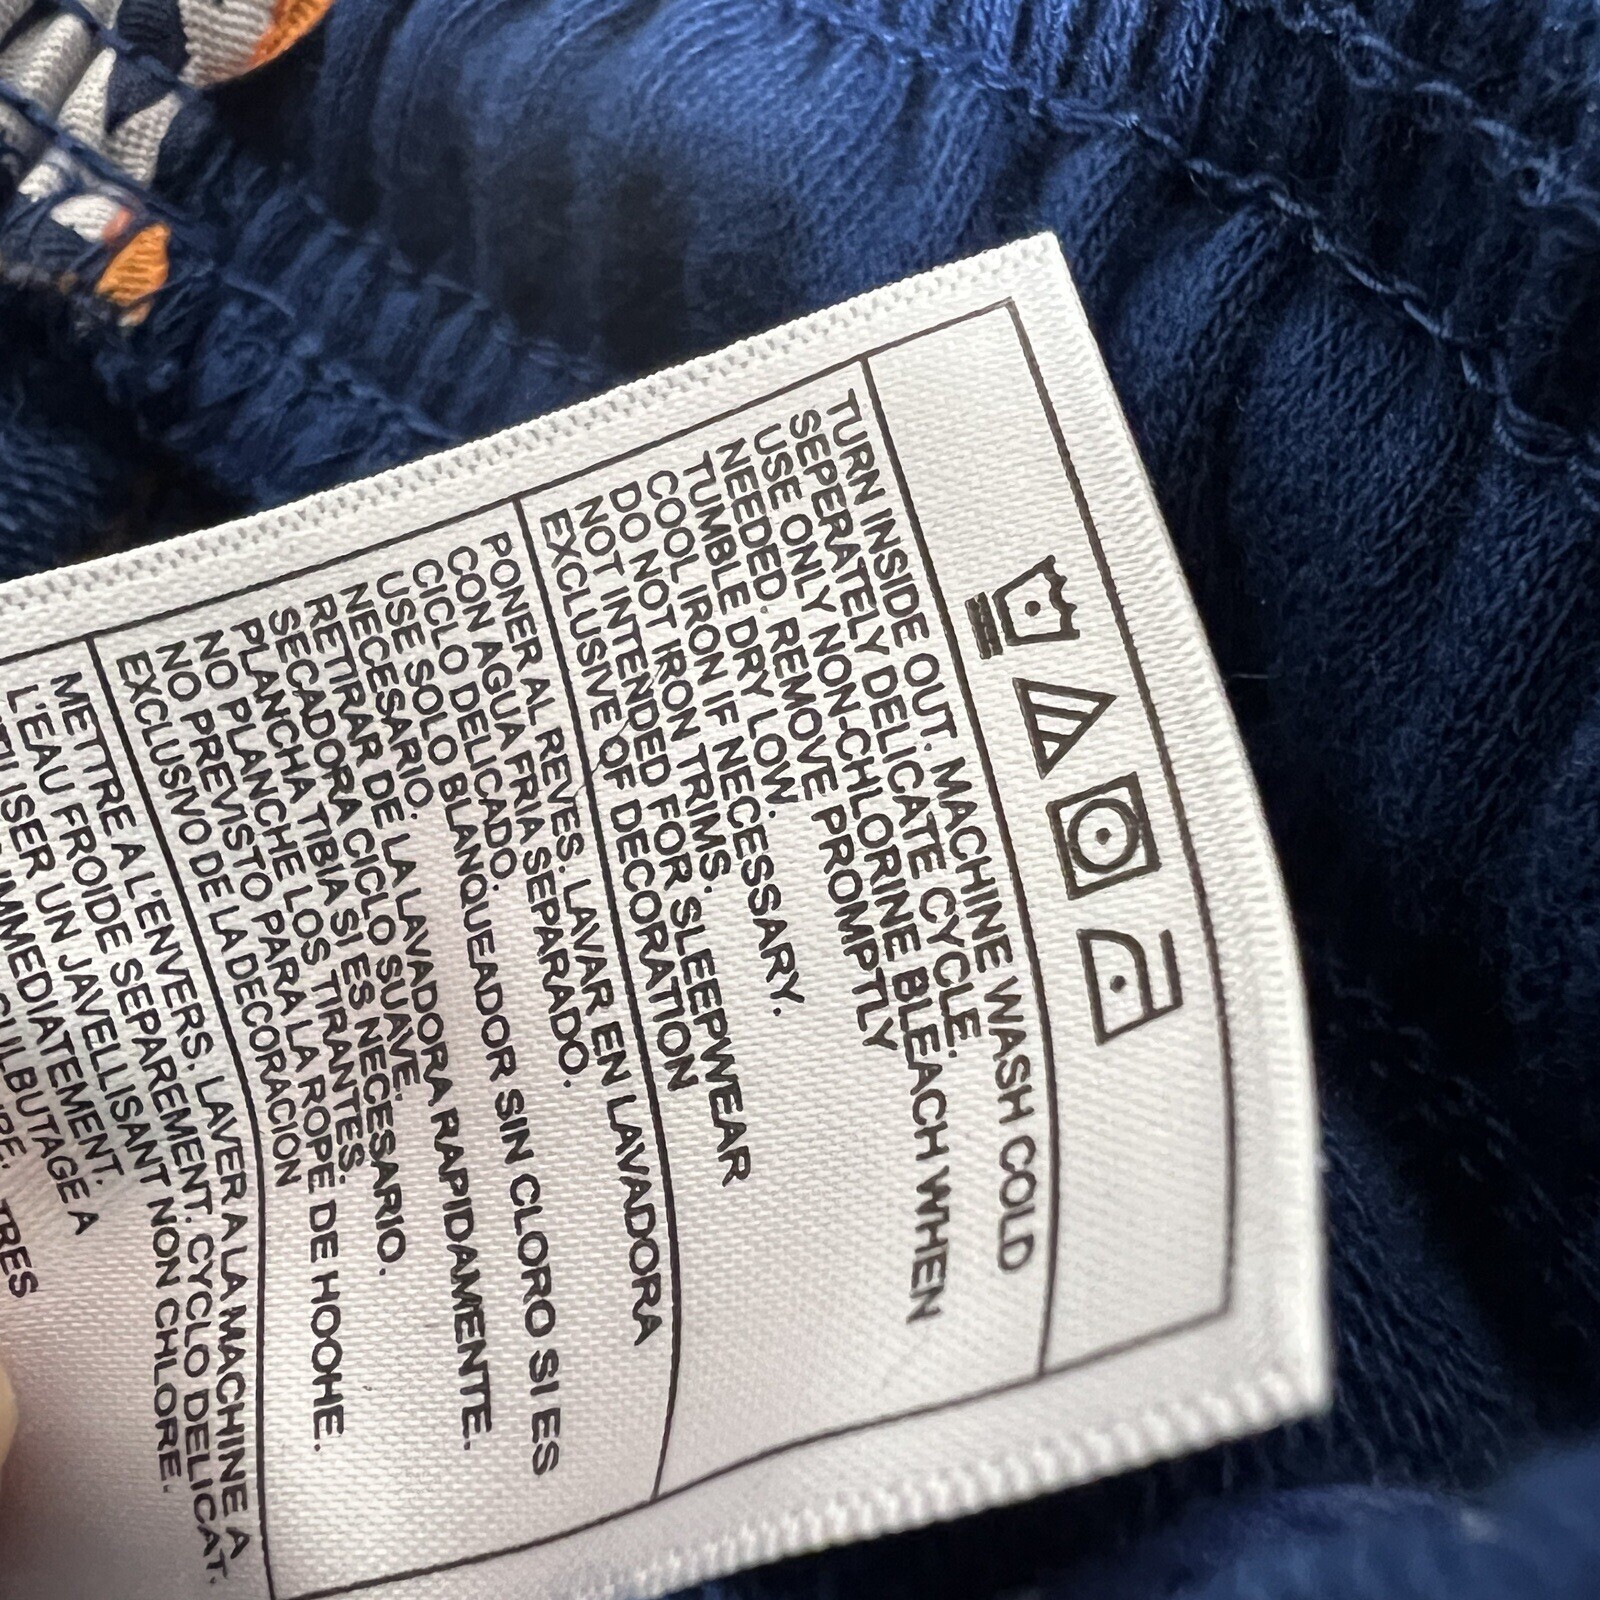 TURN INSIDE OUT. MACHINE WASH COLD
SEPERATELY DELICATE CYCLE.
USE ONLY NON-CHLORINE BLEACH WHEN
NEEDED. REMOVE PROMPTLY
TUMBLE DRY LOW.
COOL IRON IF NECESSARY.
DO NOT IRON TRIMS.
NOT INTENDED FOR SLEEPWEAR
EXCLUSIVE OF DECORATION
PONER AL REVES. LAVAR EN LAVADORA
CON AGUA FRIA SEPARADO.
CICLO DELICADO.
USE SOLO BLANQUEADOR SIN CLORO SI ES
NECESARIO.
RETIRAR DE LA LAVADORA RAPIDAMENTE.
SECADORA CICLO SUAVE.
PLANCHA TIBIA SI ES NECESARIO.
NO PLANCHE LOS TIRANTES.
NO PREVISTO PARA LA ROPE DE HOOHE.
EXCLUSIVO DE LA DECORACION
METTRE A L'ENVERS. LAVER A LA MACHINE A
L'EAU FROIDE SEPAREMENT. CYCLO DELICAT.
UN JAVELLISANT NON CHLORE.
CULBUTAGE A
TRES